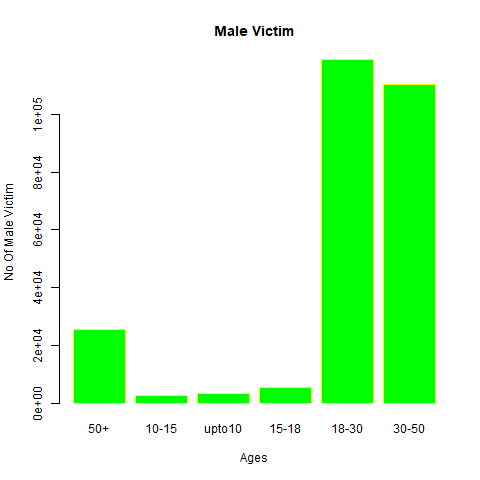 Male Victim
No Of Male Victim
1e+05
8e+04
6e+04
4e+04
2e+04
0e+00
50+ 10-15 upto10 15-18 18-30 30-50
Ages